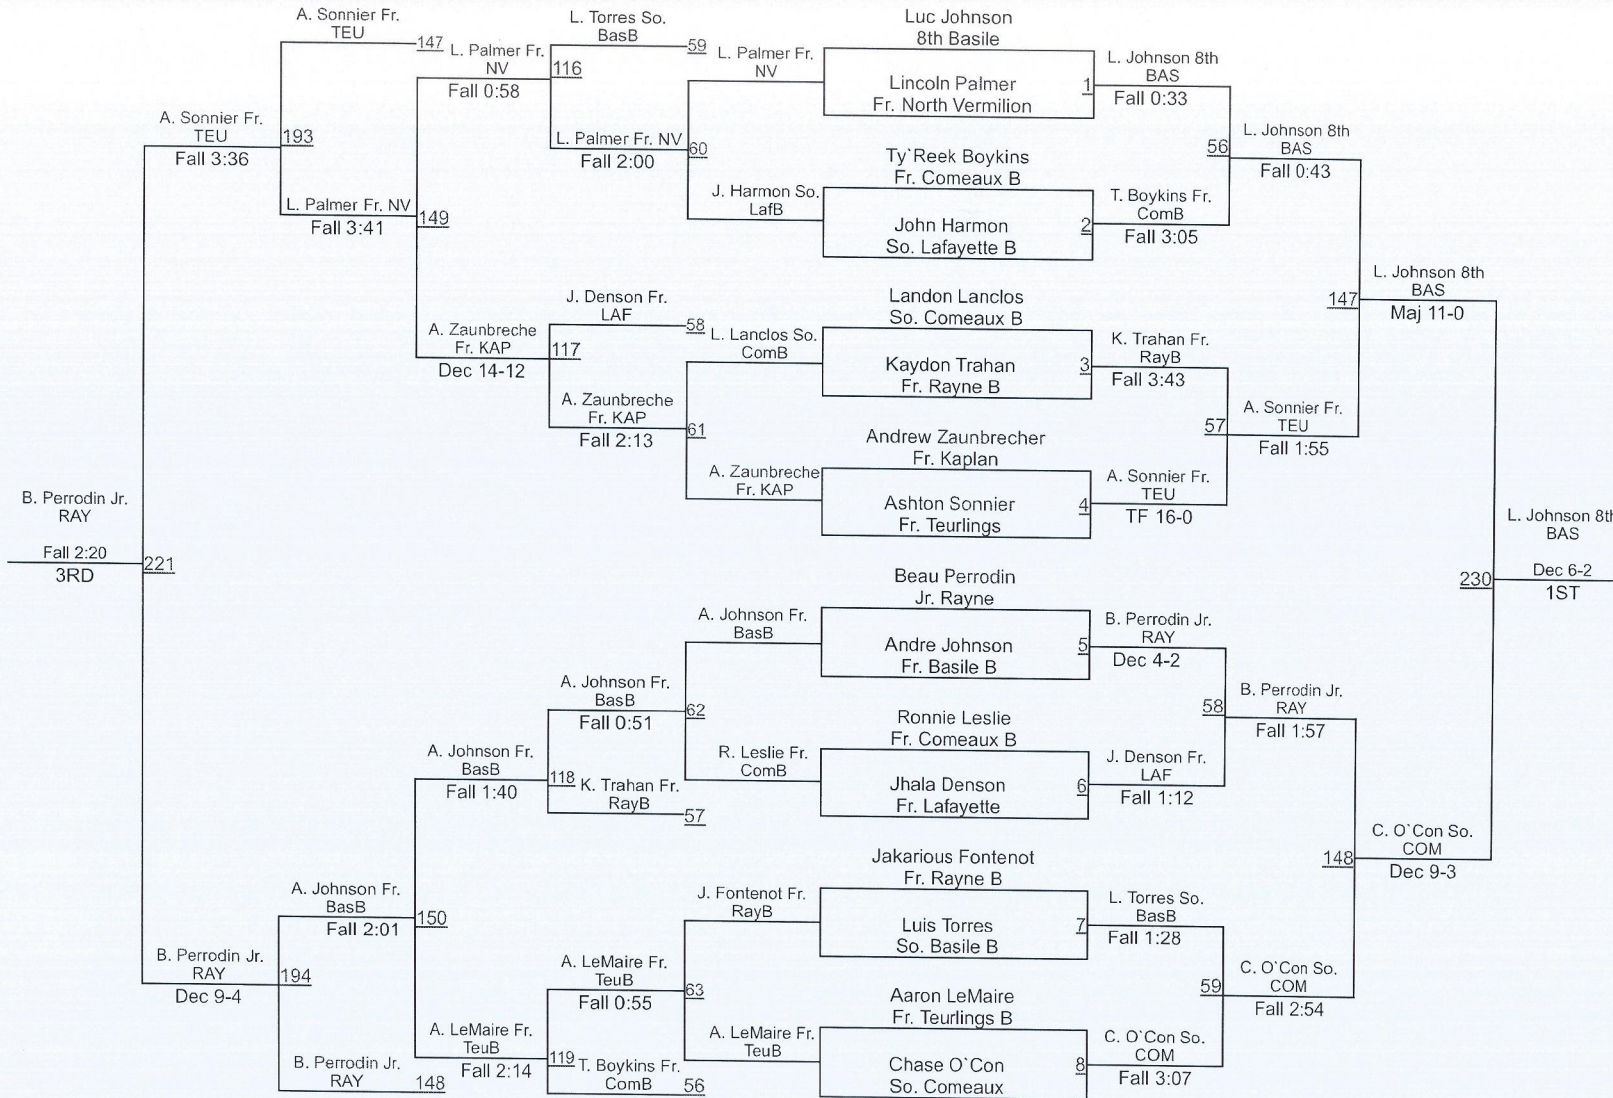 A. Sonnier Fr.
TEU
147
L. Palmer Fr.
NV
Fall 0:58
L. Torres So.
BasB
59
116
L. Palmer Fr.
NV
Luc Johnson
8th Basile
Lincoln Palmer
Fr. North Vermilion
1
L. Johnson 8th
BAS
Fall 0:33
A. Sonnier Fr.
TEU
Fall 3:36
193
L. Palmer Fr. NV
Fall 2:00
60
Ty`Reek Boykins
Fr. Comeaux B
56
L. Johnson 8th
BAS
Fall 0:43
L. Palmer Fr. NV
Fall 3:41
149
J. Harmon So.
LafB
John Harmon
So. Lafayette B
2
T. Boykins Fr.
ComB
Fall 3:05
J. Denson Fr.
LAF
58
Landon Lanclos
So. Comeaux B
147
L. Johnson 8th
BAS
Maj 11-0
A. Zaunbreche
Fr. KAP
Dec 14-12
117
L. Lanclos So.
ComB
Kaydon Trahan
Fr. Rayne B
3
K. Trahan Fr.
RayB
Fall 3:43
A. Zaunbreche
Fr. KAP
Fall 2:13
61
Andrew Zaunbrecher
Fr. Kaplan
57
A. Sonnier Fr.
TEU
Fall 1:55
A. Zaunbreche
Fr. KAP
Ashton Sonnier
Fr. Teurlings
4
A. Sonnier Fr.
TEU
TF 16-0
B. Perrodin Jr.
RAY
Fall 2:20
3RD
221
L. Johnson 8th
BAS
Dec 6-2
1ST
230
Beau Perrodin
Jr. Rayne
A. Johnson Fr.
BasB
Andre Johnson
Fr. Basile B
5
B. Perrodin Jr.
RAY
Dec 4-2
A. Johnson Fr.
BasB
Fall 0:51
62
Ronnie Leslie
Fr. Comeaux B
58
B. Perrodin Jr.
RAY
Fall 1:57
A. Johnson Fr.
BasB
Fall 1:40
118
K. Trahan Fr.
RayB
57
R. Leslie Fr.
ComB
Jhala Denson
Fr. Lafayette
6
J. Denson Fr.
LAF
Fall 1:12
Jakarious Fontenot
Fr. Rayne B
148
C. O`Con So.
COM
Dec 9-3
A. Johnson Fr.
BasB
Fall 2:01
150
J. Fontenot Fr.
RayB
Luis Torres
So. Basile B
7
L. Torres So.
BasB
Fall 1:28
B. Perrodin Jr.
RAY
Dec 9-4
194
A. LeMaire Fr.
TeuB
Fall 0:55
63
Aaron LeMaire
Fr. Teurlings B
59
C. O`Con So.
COM
Fall 2:54
A. LeMaire Fr.
TeuB
Fall 2:14
119
A. LeMaire Fr.
TeuB
Chase O`Con
So. Comeaux
8
C. O`Con So.
COM
Fall 3:07
B. Perrodin Jr.
RAY
148
T. Boykins Fr.
ComB
56